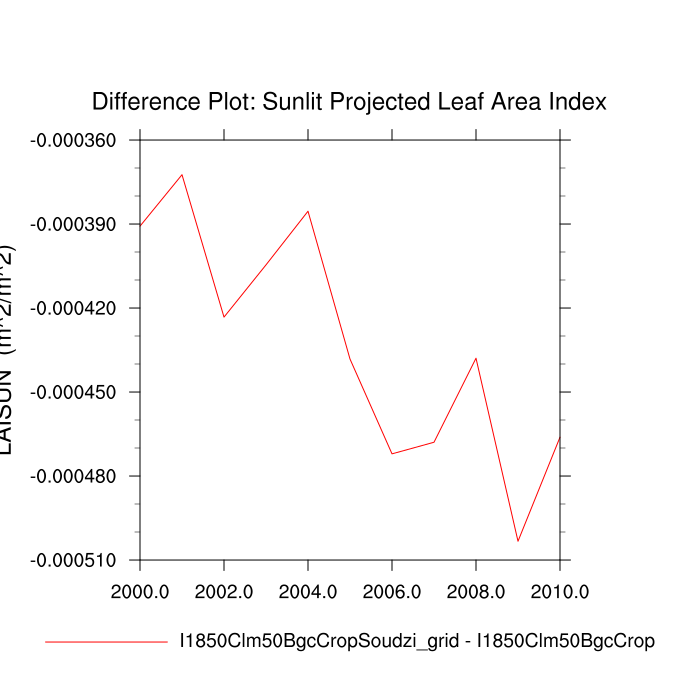 Difference Plot: Sunlit Projected Leaf Area Index
-0.000360
-0.000390
-0.000420
-0.000450
-0.000480
-0.000510
LAISUN (m^2/m^2)
2000.0 2002.0 2004.0 2006.0 2008.0 2010.0
I1850Clm50BgcCropSoudzi_grid - I1850Clm50BgcCrop